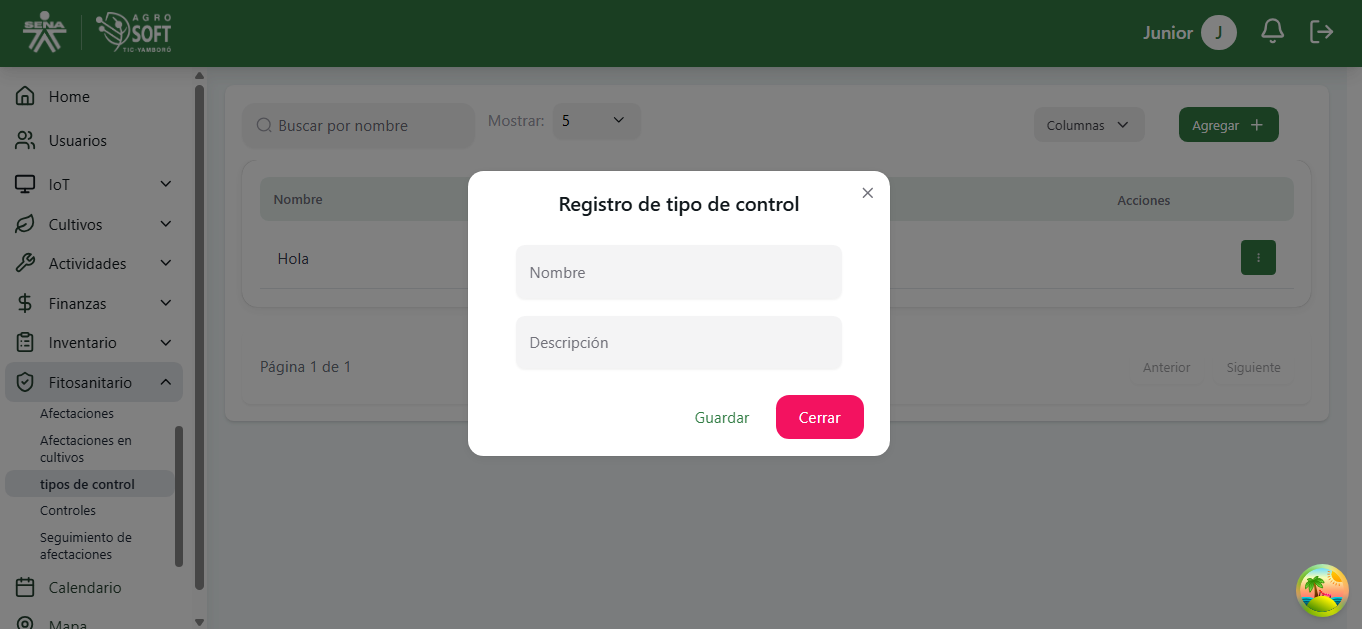 SENA
AGRO
SOFT
TIC-YAMBORÓ
Junior
J
Home
Usuarios
IoT
Cultivos
Actividades
Finanzas
Inventario
Fitosanitario
Afectaciones
Afectaciones en
cultivos
tipos de control
Controles
Seguimiento de
afectaciones
Calendario
Mapa
Buscar por nombre
Mostrar:
5
Columnas
Agregar +
Nombre
Acciones
Hola
Página 1 de 1
Anterior
Siguiente
Registro de tipo de control
Nombre
Descripción
Guardar
Cerrar